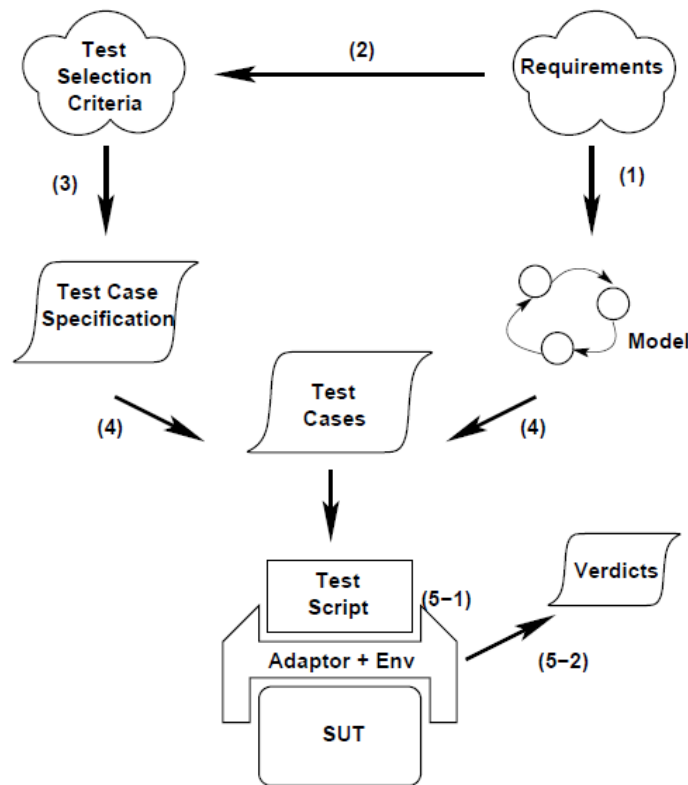 Test
Selection
Criteria
(2)
Requirements
(3)
(1)
Test Case
Specification
Model
Test
Cases
(4)
(4)
Test
Script
(5−1)
Verdicts
Adaptor + Env
(5−2)
SUT